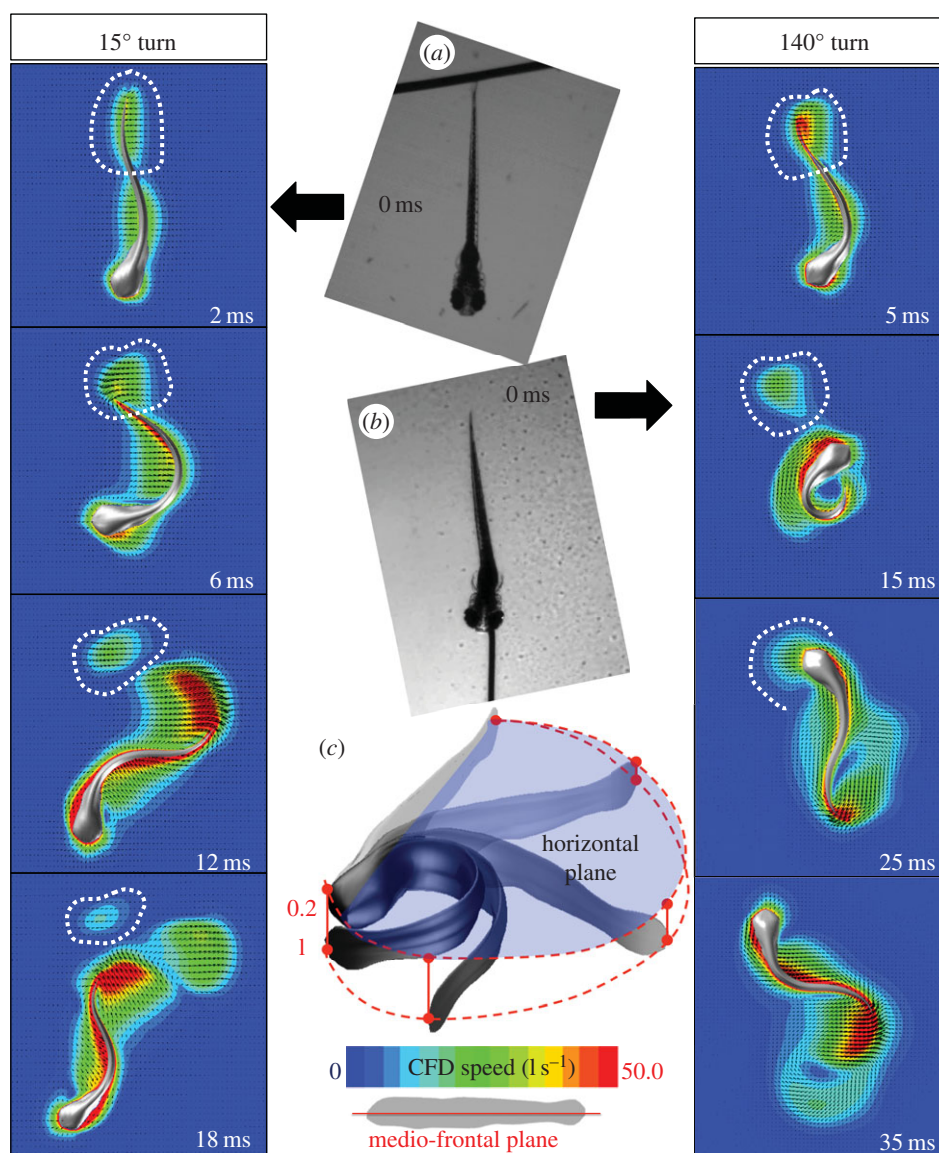 15° turn
2 ms
6 ms
12 ms
18 ms
(a)
0 ms
0 ms
(b)
(c)
horizontal
plane
0.2
1
0 CFD speed (l s⁻¹) 50.0
medio-frontal plane
140° turn
5 ms
15 ms
25 ms
35 ms